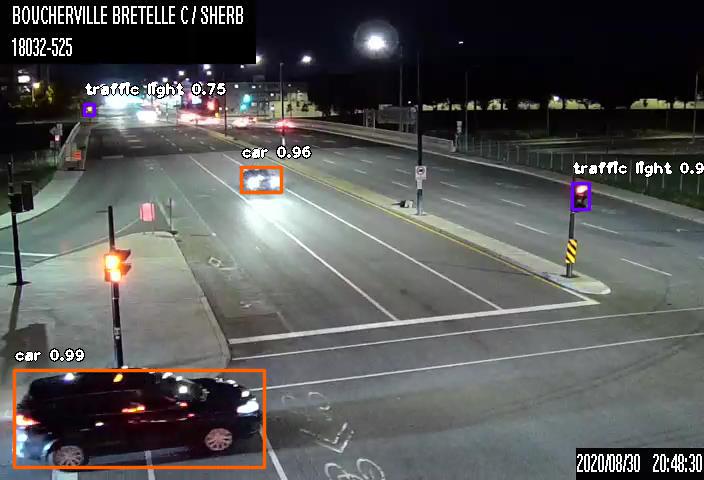 BOUCHERVILLE BRETELLE C / SHERB
18032-525
traffic light 0.75
car 0.96
traffic light 0.9
car 0.99
2020/08/30 20:48:30